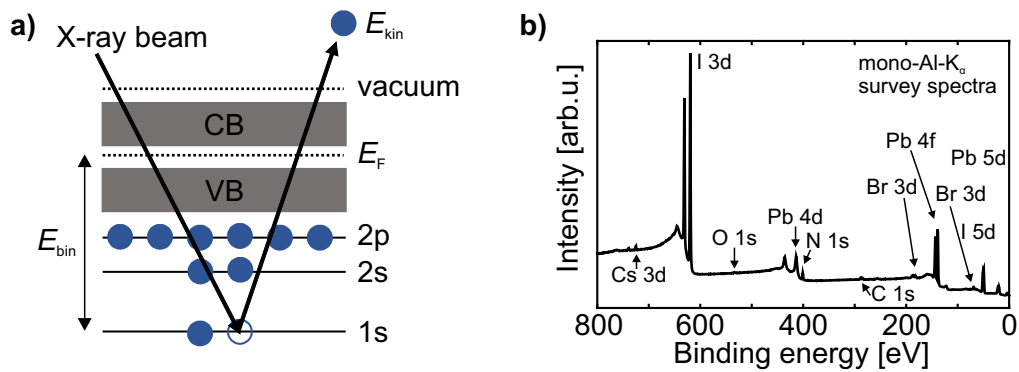 a)
X-ray beam
E_kin
vacuum
CB
E_F
VB
E_bin
2p
2s
1s
b)
I 3d
mono-Al-K_α
survey spectra
Pb 4f
Pb 5d
Br 3d
Br 3d
Pb 4d
N 1s
I 5d
O 1s
Cs 3d
C 1s
Intensity [arb.u.]
800 600 400 200 0
Binding energy [eV]